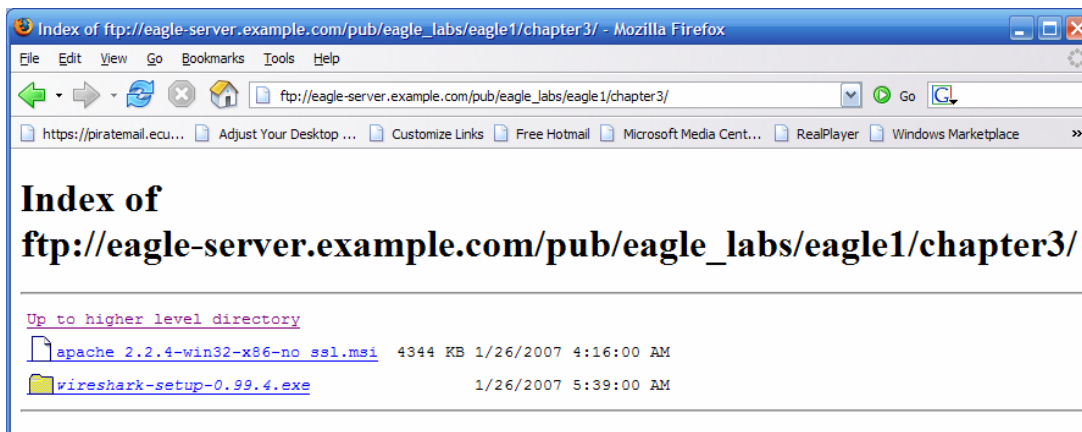 Index of ftp://eagle-server.example.com/pub/eagle_labs/eagle1/chapter3/ - Mozilla Firefox
File Edit View Go Bookmarks Tools Help
ftp://eagle-server.example.com/pub/eagle_labs/eagle1/chapter3/ Go G
https://piratemail.ecu... Adjust Your Desktop ... Customize Links Free Hotmail Microsoft Media Cent... RealPlayer Windows Marketplace »
Index of
ftp://eagle-server.example.com/pub/eagle_labs/eagle1/chapter3/
Up to higher level directory
apache 2.2.4-win32-x86-no ssl.msi 4344 KB 1/26/2007 4:16:00 AM
wireshark-setup-0.99.4.exe 1/26/2007 5:39:00 AM